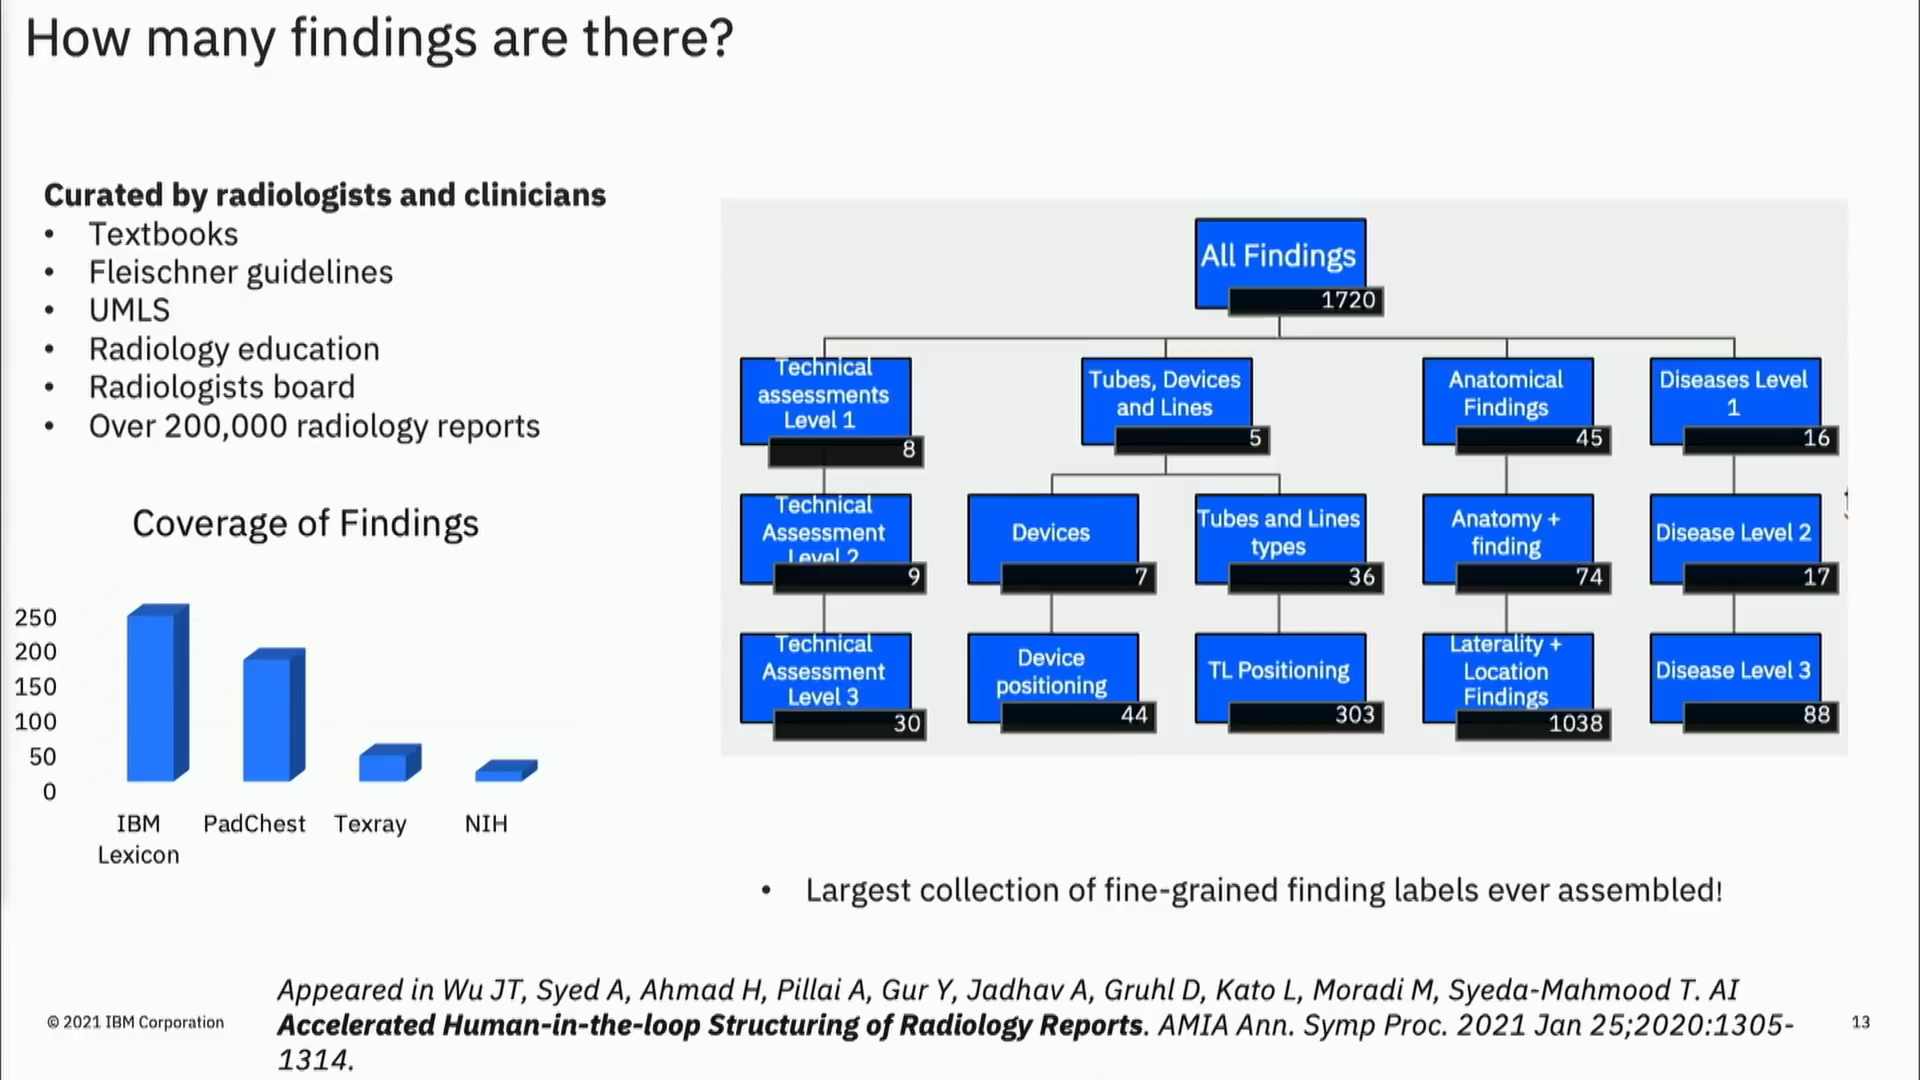 How many findings are there?
Curated by radiologists and clinicians
• Textbooks
• Fleischner guidelines
• UMLS
• Radiology education
• Radiologists board
• Over 200,000 radiology reports
Coverage of Findings
250
200
150
100
50
0
IBM
Lexicon
PadChest
Texray
NIH
All Findings
1720
Technical
assessments
Level 1
8
Tubes, Devices
and Lines
5
Anatomical
Findings
45
Diseases Level
1
16
Technical
Assessment
Level 2
9
Devices
7
Tubes and Lines
types
36
Anatomy +
finding
74
Disease Level 2
17
Technical
Assessment
Level 3
30
Device
positioning
44
TL Positioning
303
Laterality +
Location
Findings
1038
Disease Level 3
88
• Largest collection of fine-grained finding labels ever assembled!
Appeared in Wu JT, Syed A, Ahmad H, Pillai A, Gur Y, Jadhav A, Gruhl D, Kato L, Moradi M, Syeda-Mahmood T. AI
Accelerated Human-in-the-loop Structuring of Radiology Reports. AMIA Ann. Symp Proc. 2021 Jan 25;2020:1305-
1314.
© 2021 IBM Corporation
13